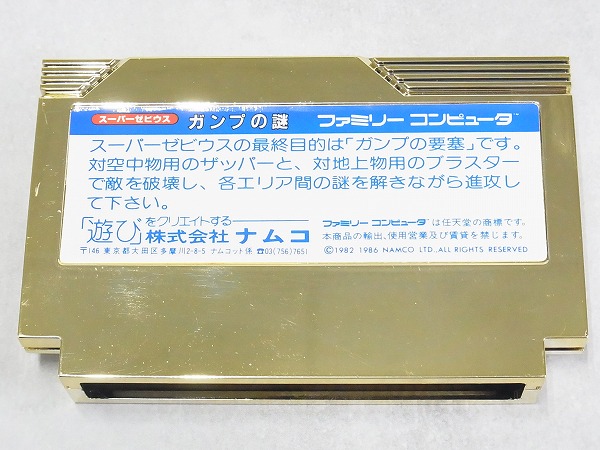 スーパーゼビウス ガンプの謎 ファミリー コンピュータ™
スーパーゼビウスの最終目的は「ガンプの要塞」です。
対空中物用のザッパーと、対地上物用のブラスター
で敵を破壊し、各エリア間の謎を解きながら進攻し
て下さい。
「遊び」をクリエイトする 株式会社 ナムコ
〒146 東京都大田区多摩川2-8-5 ナムコット係 ☎03(756)7651
ファミリー コンピュータ™は任天堂の商標です。
本商品の輸出、使用営業及び賃貸を禁じます。
©1982 1986 NAMCO LTD., ALL RIGHTS RESERVED